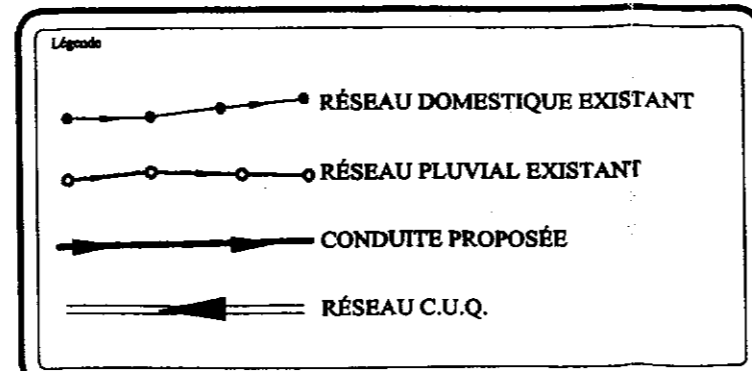 Légende
RÉSEAU DOMESTIQUE EXISTANT
RÉSEAU PLUVIAL EXISTANT
CONDUITE PROPOSÉE
RÉSEAU C.U.Q.